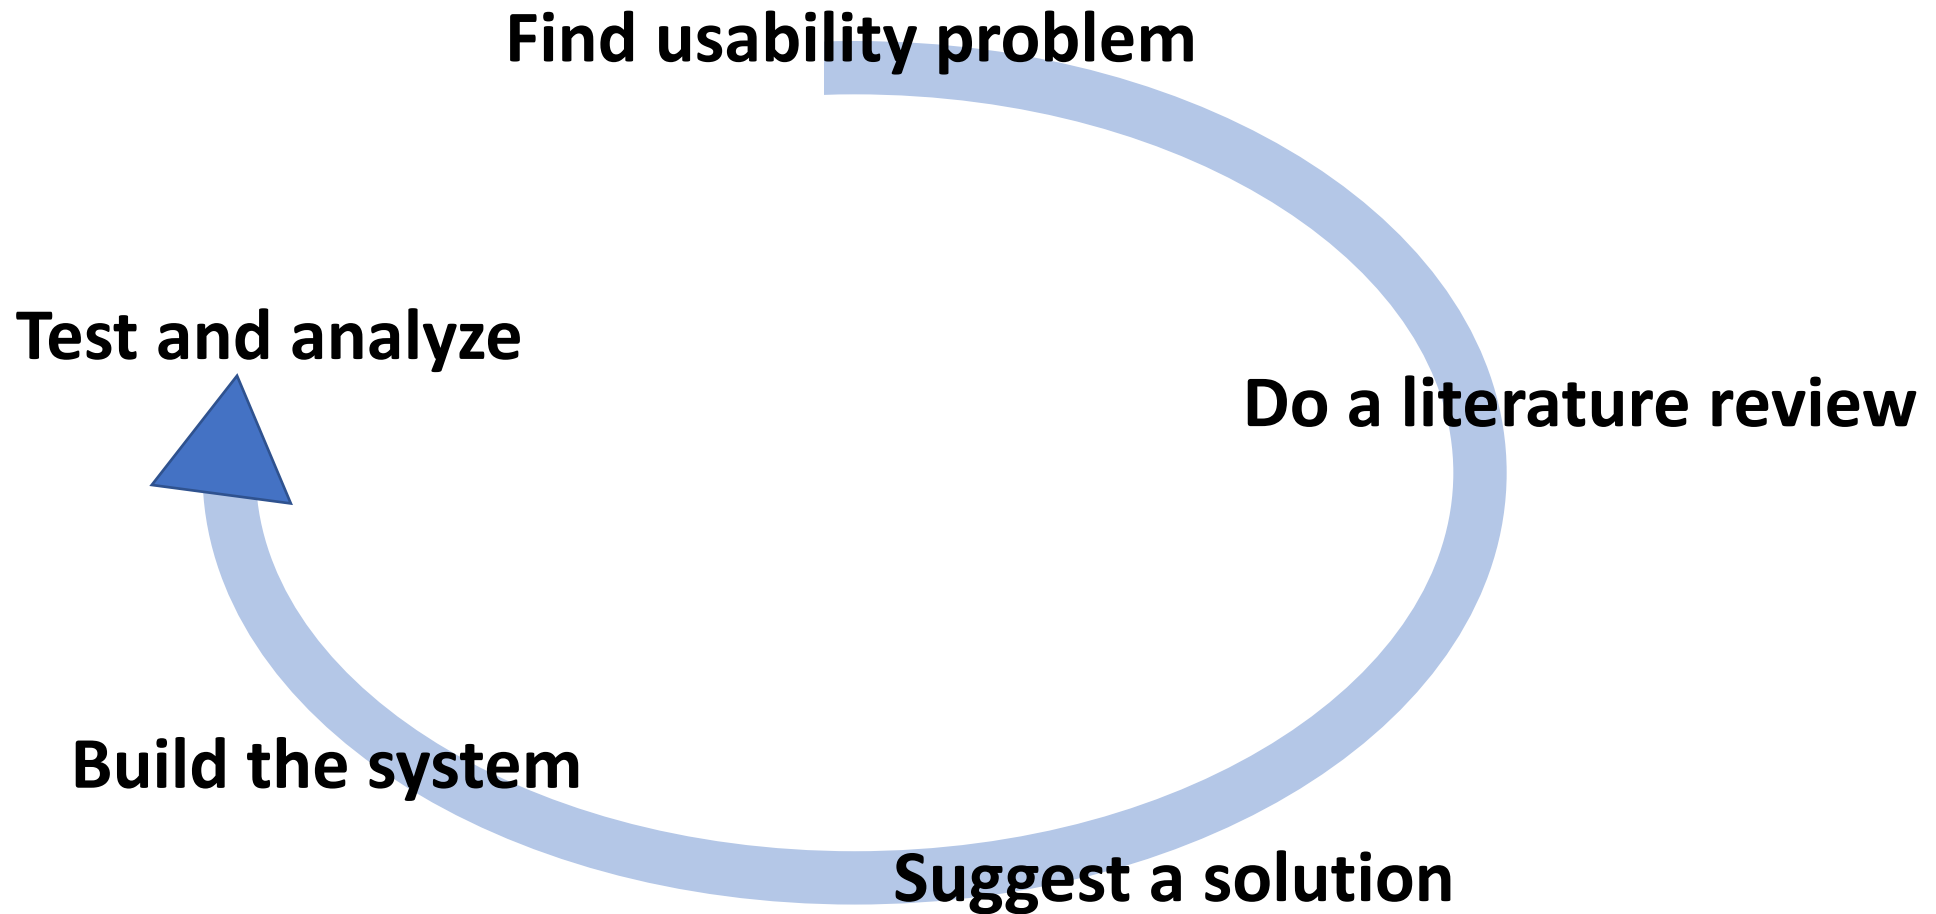 Find usability problem
Test and analyze
Do a literature review
Build the system
Suggest a solution